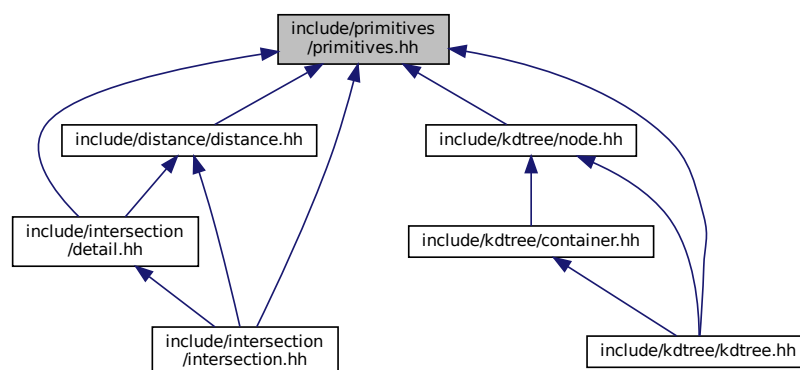 include/primitives
/primitives.hh
include/distance/distance.hh
include/kdtree/node.hh
include/intersection
/detail.hh
include/kdtree/container.hh
include/intersection
/intersection.hh
include/kdtree/kdtree.hh